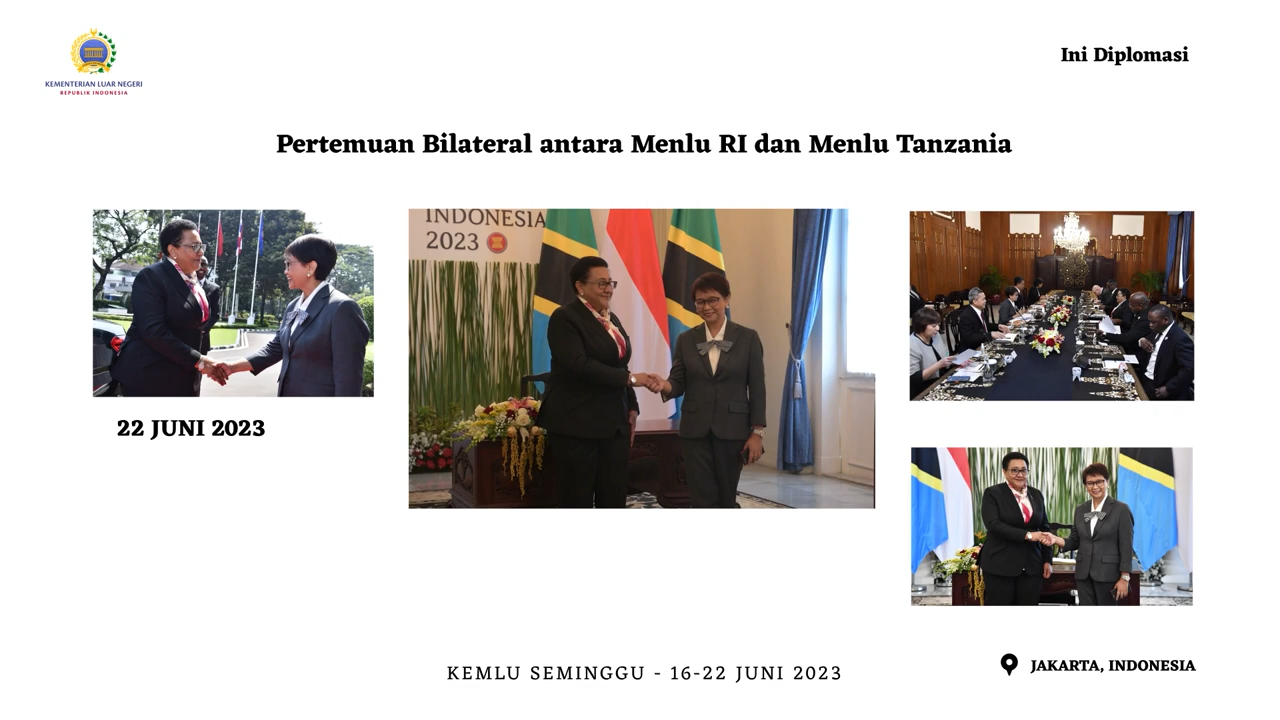 KEMENTERIAN LUAR NEGERI
REPUBLIK INDONESIA
Ini Diplomasi
Pertemuan Bilateral antara Menlu RI dan Menlu Tanzania
INDONESIA
2023
22 JUNI 2023
KEMLU SEMINGGU - 16-22 JUNI 2023
JAKARTA, INDONESIA